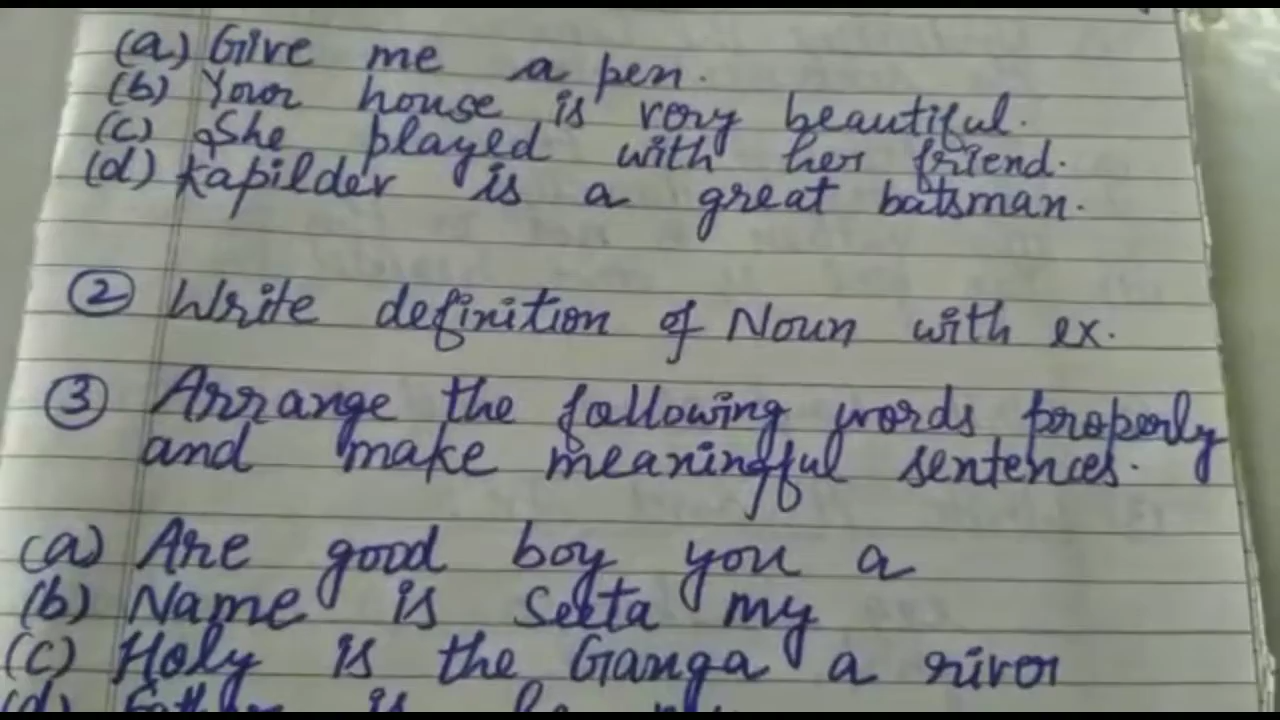 (a) Give me a pen.
(b) Your house is very beautiful.
(c) She played with her friend.
(d) Kapildev is a great batsman.
② Write definition of Noun with ex.
③ Arrange the following words properly
and make meaningful sentences.
(a) Are good boy you a
(b) Name is Seeta my
(c) Holy is the Ganga a river
(d) Father is